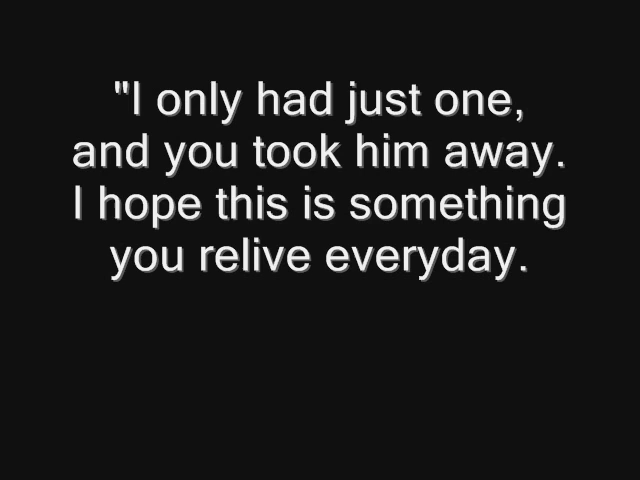 "I only had just one,
and you took him away.
I hope this is something
you relive everyday.